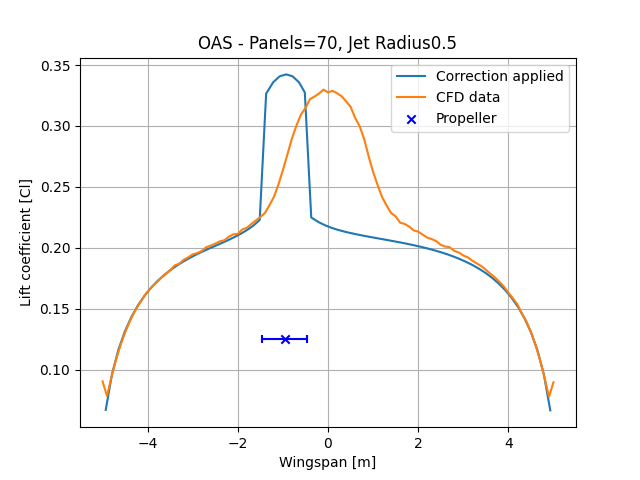 OAS - Panels=70, Jet Radius0.5
Lift coefficient [Cl]
0.35
0.30
0.25
0.20
0.15
0.10
Correction applied
CFD data
Propeller
−4
−2
0
2
4
Wingspan [m]